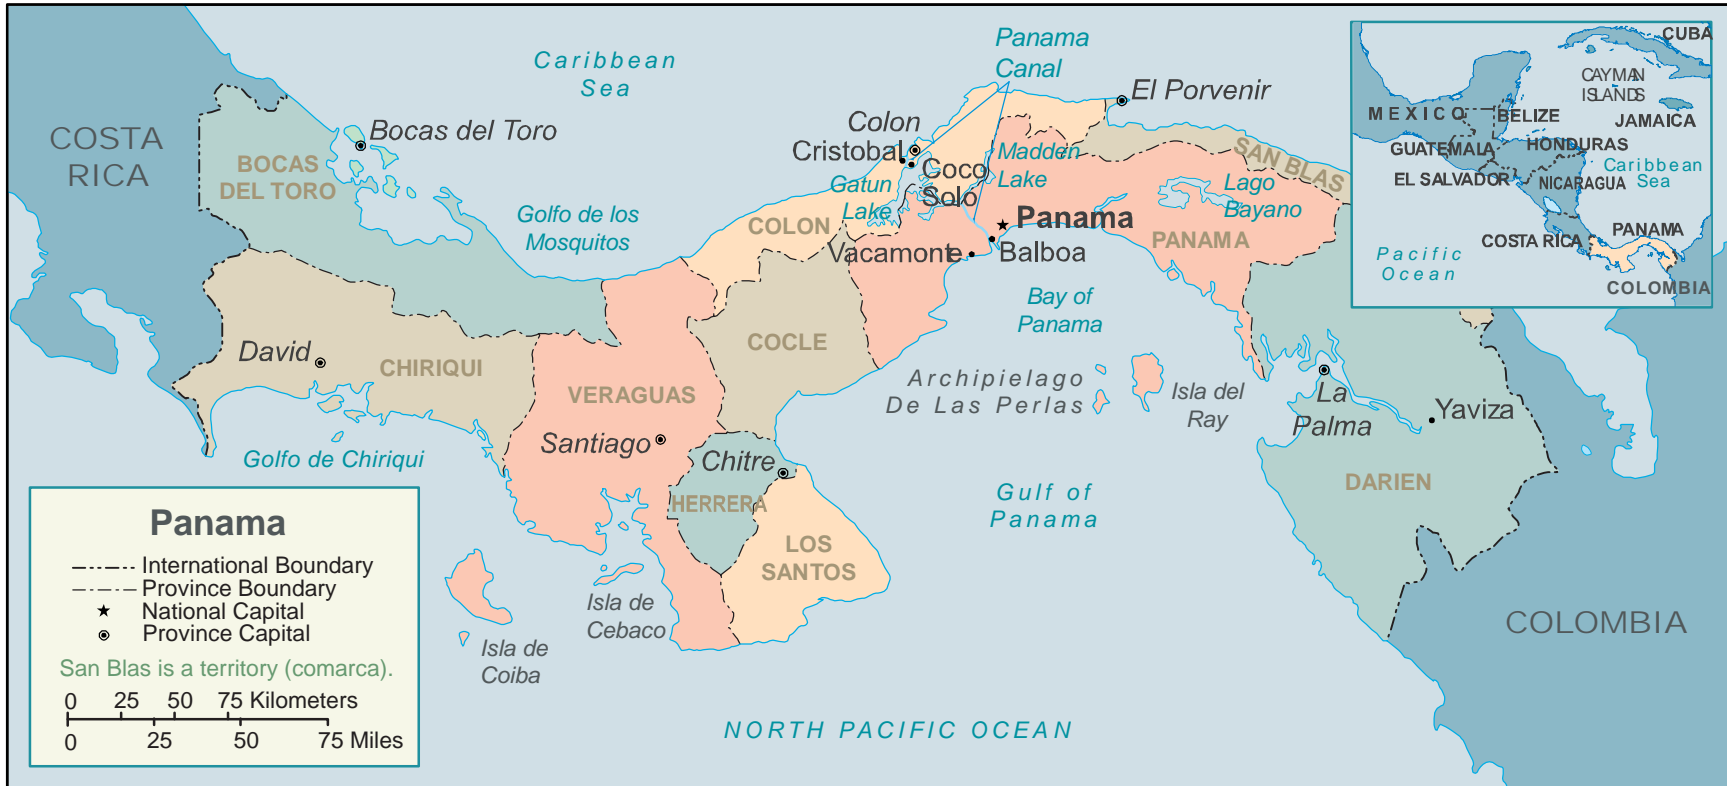 COSTA
RICA
BOCAS
DEL TORO
Bocas del Toro
Caribbean
Sea
Golfo de los
Mosquitos
Panama
Canal
El Porvenir
Colon
Cristobal
Coco
Solo
Gatun
Lake
Madden
Lake
SAN BLAS
Lago
Bayano
COLON
Panama
PANAMA
Vacamonte
Balboa
Bay of
Panama
David
CHIRIQUI
COCLE
VERAGUAS
Archipielago
De Las Perlas
Isla del
Ray
La
Palma
Yaviza
Santiago
Chitre
Golfo de Chiriqui
HERRERA
DARIEN
Gulf of
Panama
LOS
SANTOS
Isla de
Cebaco
Isla de
Coiba
COLOMBIA
NORTH PACIFIC OCEAN
Panama
International Boundary
Province Boundary
National Capital
Province Capital
San Blas is a territory (comarca).
0 25 50 75 Kilometers
0 25 50 75 Miles
CUBA
CAYMAN
ISLANDS
MEXICO
BELIZE
JAMAICA
GUATEMALA
HONDURAS
Caribbean
Sea
EL SALVADOR
NICARAGUA
COSTA RICA
PANAMA
Pacific
Ocean
COLOMBIA